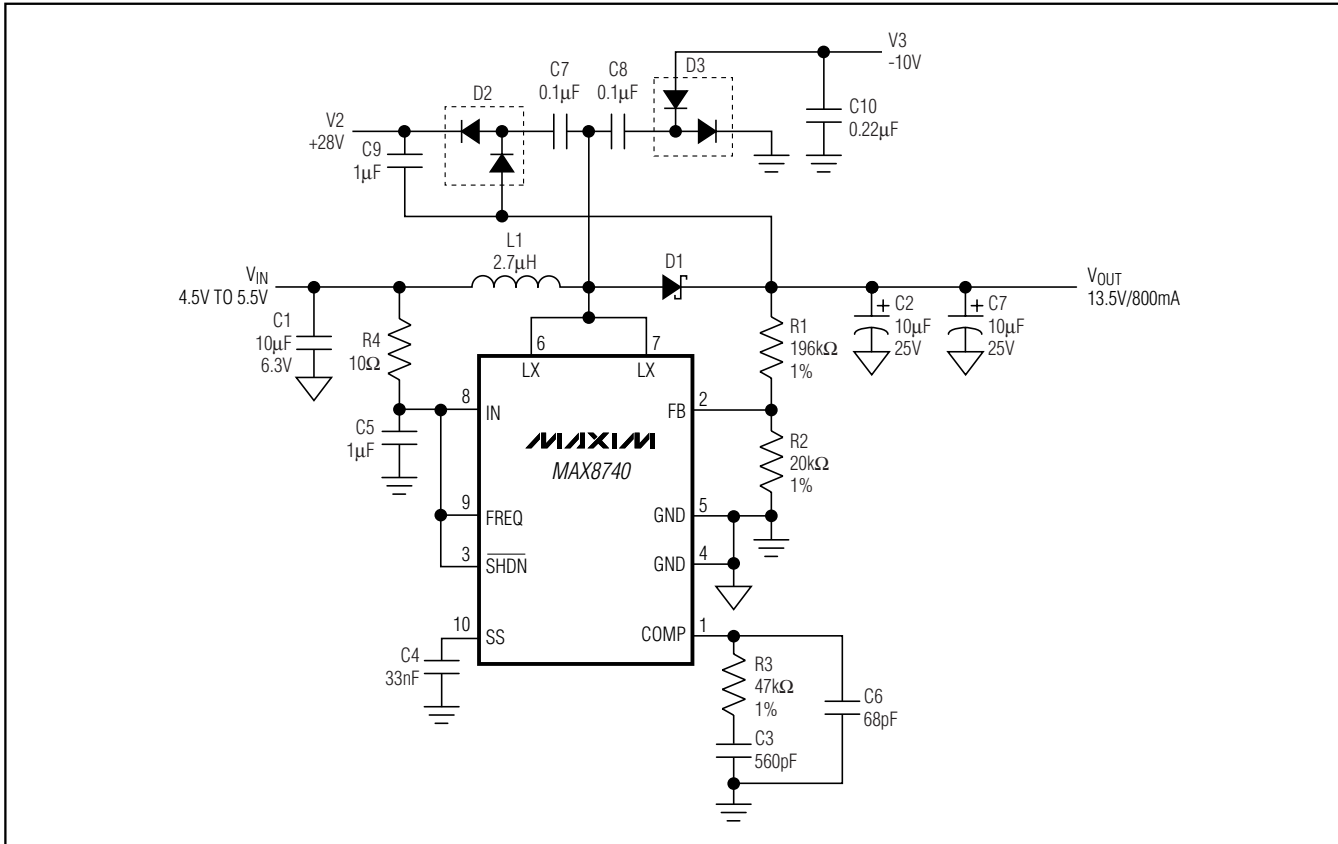 V3
-10V
C7
0.1µF
C8
0.1µF
D3
D2
C10
0.22µF
V2
+28V
C9
1µF
L1
2.7µH
D1
VIN
4.5V TO 5.5V
VOUT
13.5V/800mA
C1
10µF
6.3V
R4
10Ω
C2
10µF
25V
+
C7
10µF
25V
+
R1
196kΩ
1%
6
LX
7
LX
8
IN
2
FB
C5
1µF
MAXIM
MAX8740
R2
20kΩ
1%
9
FREQ
5
GND
3
SHDN
4
GND
10
SS
1
COMP
C4
33nF
R3
47kΩ
1%
C6
68pF
C3
560pF